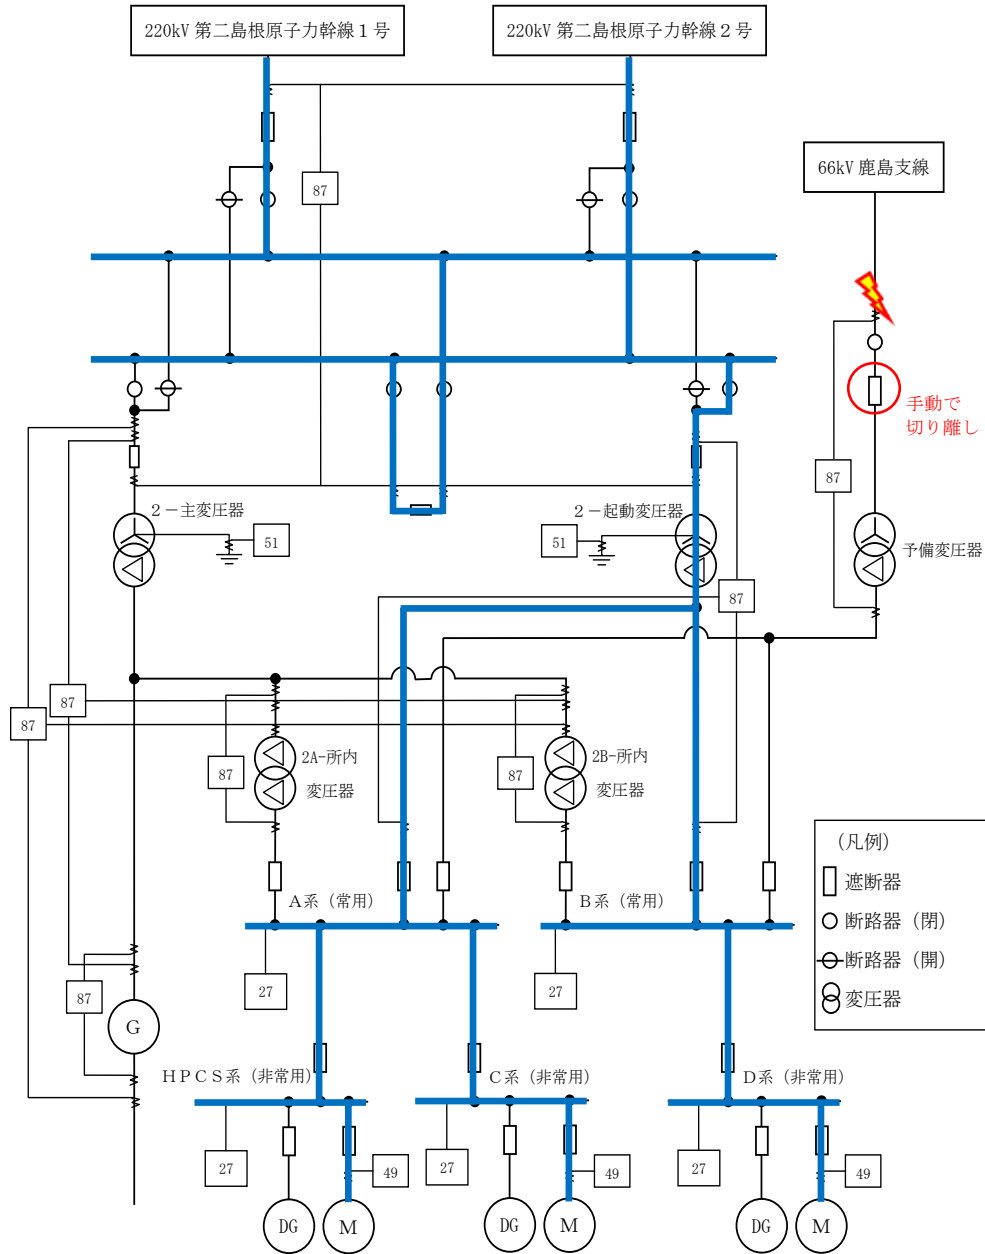 220kV 第二島根原子力幹線１号
220kV 第二島根原子力幹線２号
66kV 鹿島支線
87
手動で
切り離し
87
２－主変圧器
51
２－起動変圧器
51
予備変圧器
87
87
87
87
2A-所内
変圧器
87
2B-所内
変圧器
(凡例)
遮断器
断路器（閉）
断路器（開）
変圧器
A系（常用）
B系（常用）
27
27
87
G
HPCS系（非常用）
C系（非常用）
D系（非常用）
27
49
27
49
27
49
DG
M
DG
M
DG
M